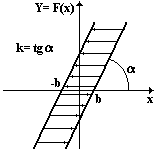 Y= F(x)
k= tg α
α
-b
b
x